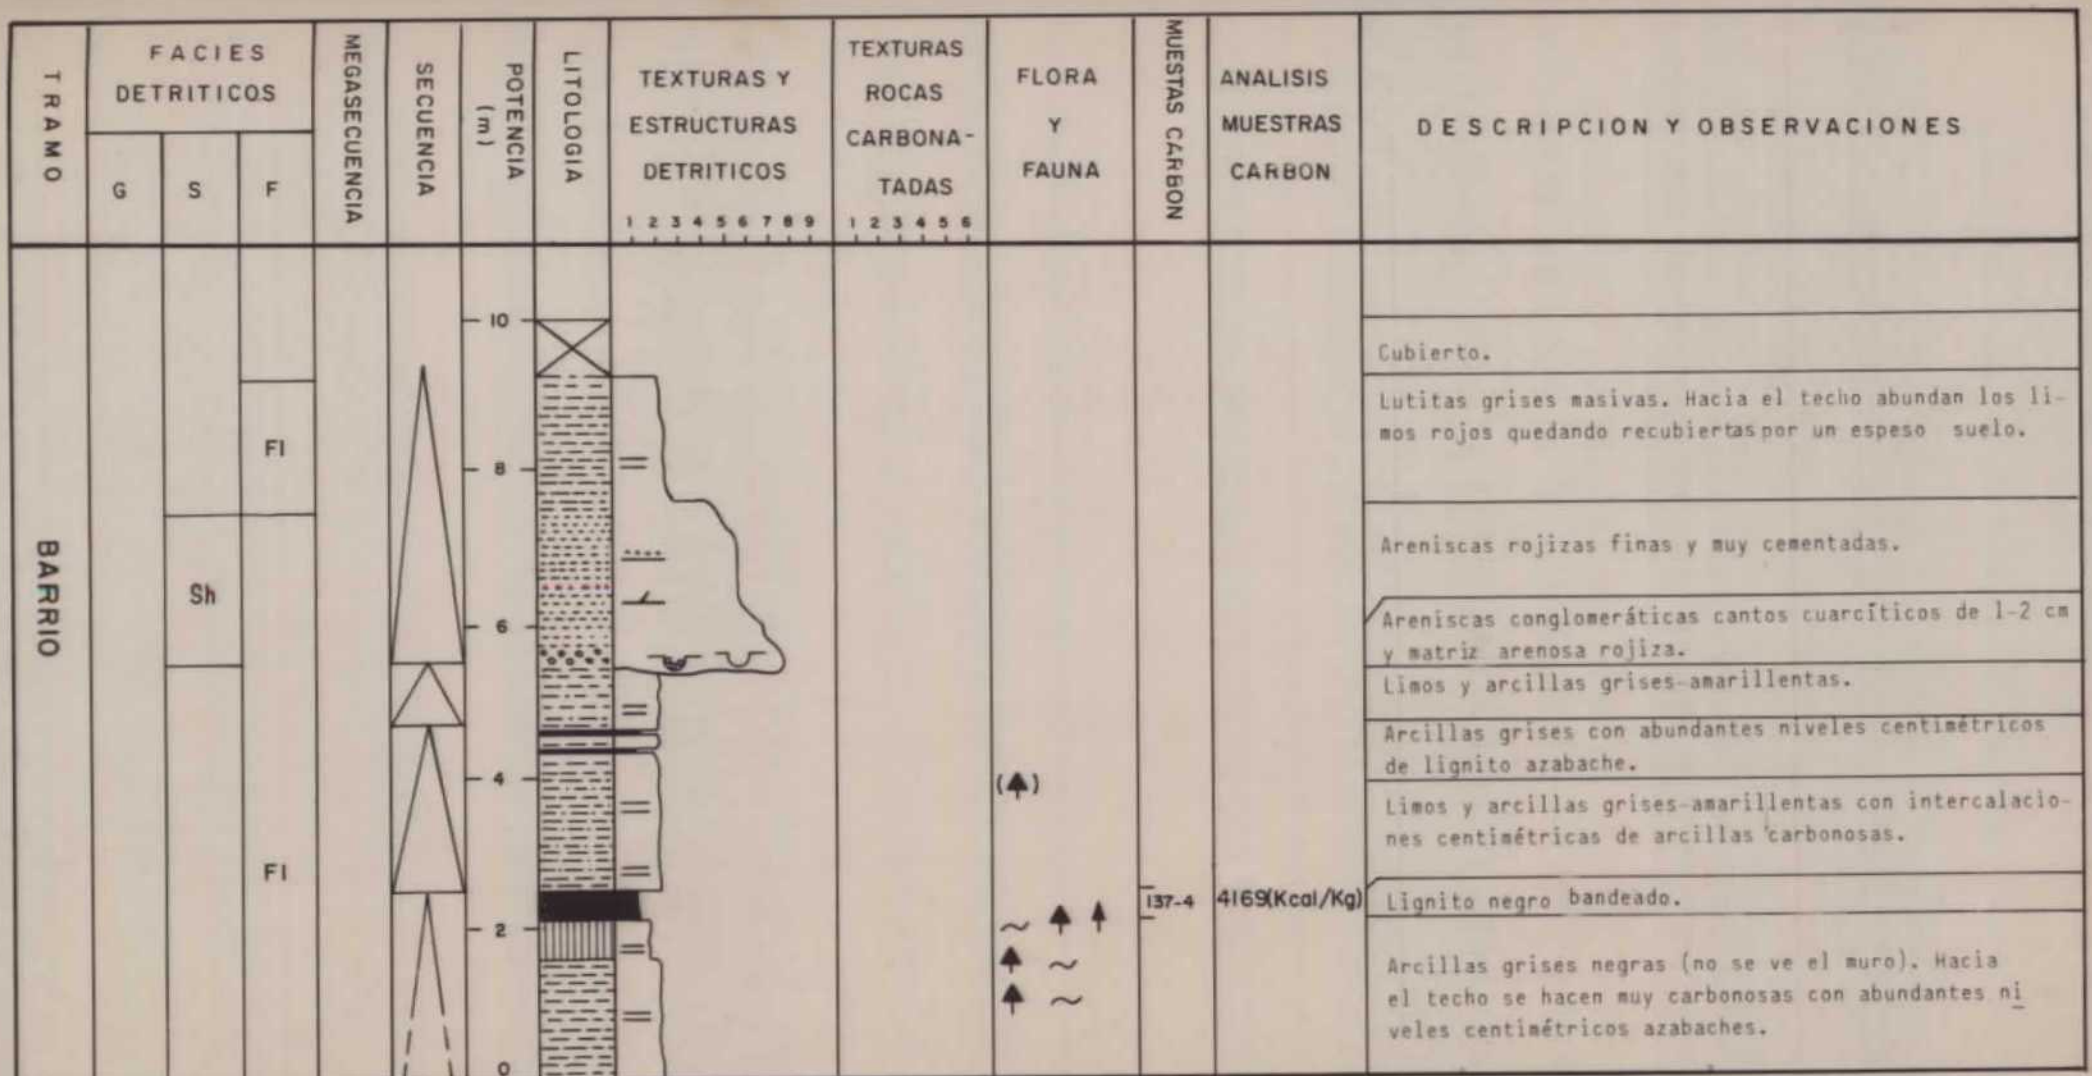 TRAMO
FACIES
DETRITICOS
G S F
MEGASECUENCIA
SECUENCIA
POTENCIA
(m)
LITOLOGIA
TEXTURAS Y
ESTRUCTURAS
DETRITICOS
1 2 3 4 5 6 7 8 9
TEXTURAS
ROCAS
CARBONA-
TADAS
1 2 3 4 5 6
FLORA
Y
FAUNA
MUESTAS CARBON
ANALISIS
MUESTRAS
CARBON
DESCRIPCION Y OBSERVACIONES
BARRIO
Fl
Sh
Fl
10
8
6
4
2
0
137-4
4169(Kcal/Kg)
Cubierto.
Lutitas grises masivas. Hacia el techo abundan los li-
mos rojos quedando recubiertas por un espeso suelo.
Areniscas rojizas finas y muy cementadas.
Areniscas conglomeráticas cantos cuarcíticos de 1-2 cm
y matriz arenosa rojiza.
Limos y arcillas grises-amarillentas.
Arcillas grises con abundantes niveles centimétricos
de lignito azabache.
Limos y arcillas grises-amarillentas con intercalacio-
nes centimétricas de arcillas carbonosas.
Lignito negro bandeado.
Arcillas grises negras (no se ve el muro). Hacia
el techo se hacen muy carbonosas con abundantes ni
veles centimétricos azabaches.